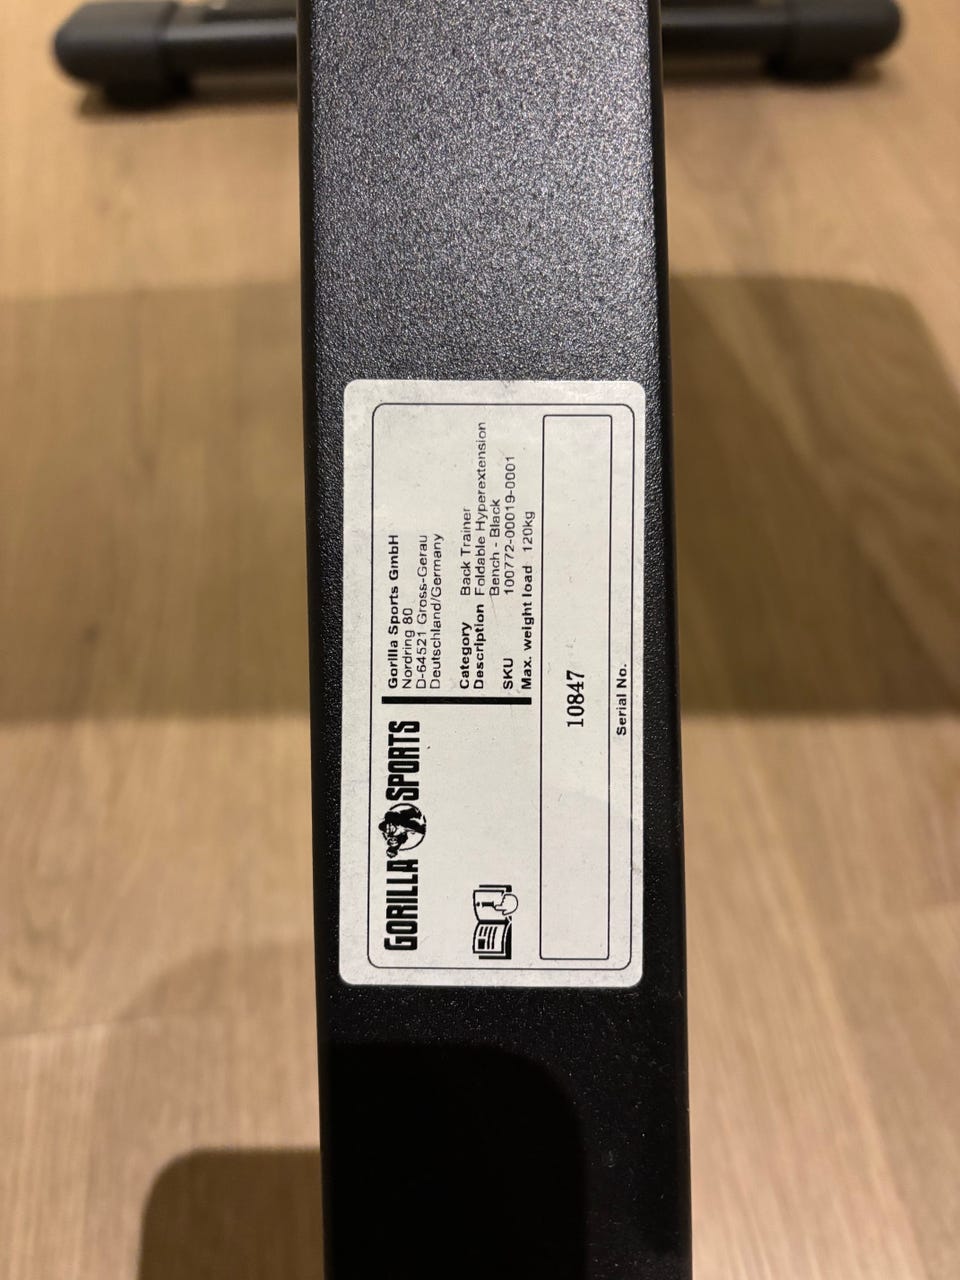 GORILLA SPORTS
Gorilla Sports GmbH
Nordring 80
D-64521 Gross-Gerau
Deutschland/Germany
Category Back Trainer
Description Foldable Hyperextension
Bench - Black
SKU 100772-00019-0001
Max. weight load 120kg
i
10847
Serial No.